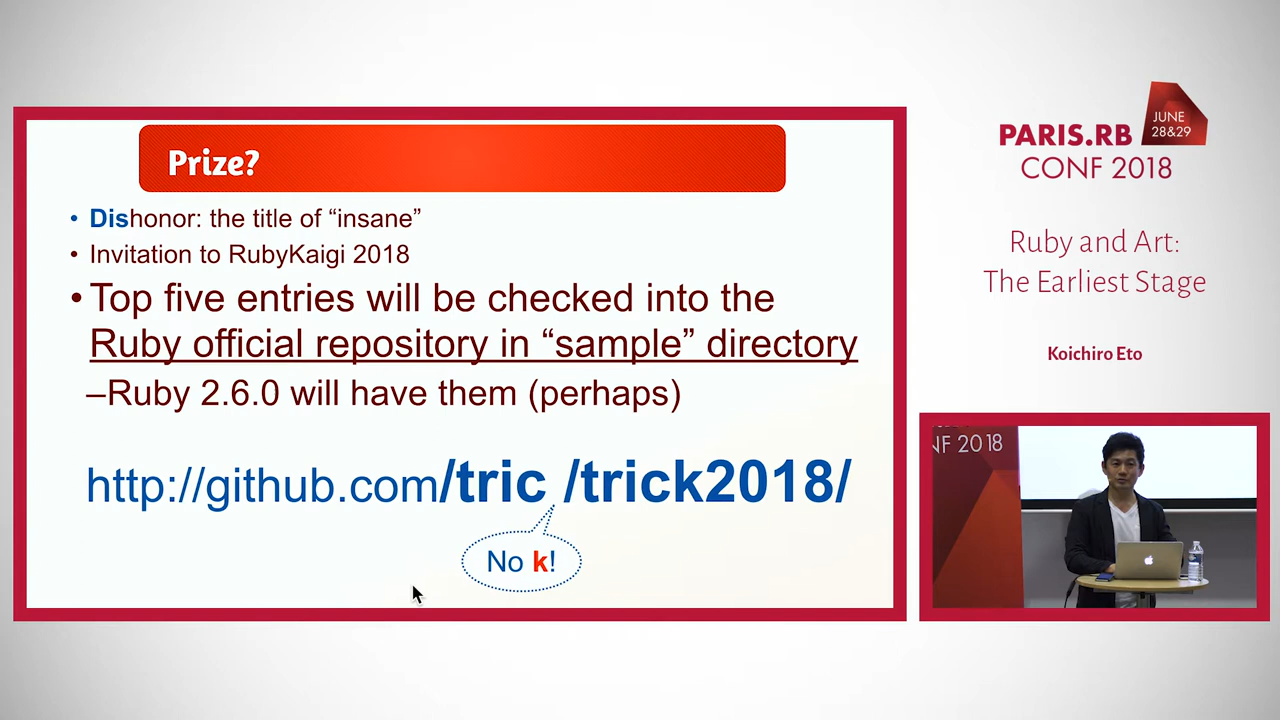 Prize?
• Dishonor: the title of “insane”
• Invitation to RubyKaigi 2018
• Top five entries will be checked into the
Ruby official repository in “sample” directory
–Ruby 2.6.0 will have them (perhaps)
http://github.com/tric /trick2018/
No k!
PARIS.RB
CONF 2018
JUNE
28&29
Ruby and Art:
The Earliest Stage
Koichiro Eto
NF 2018